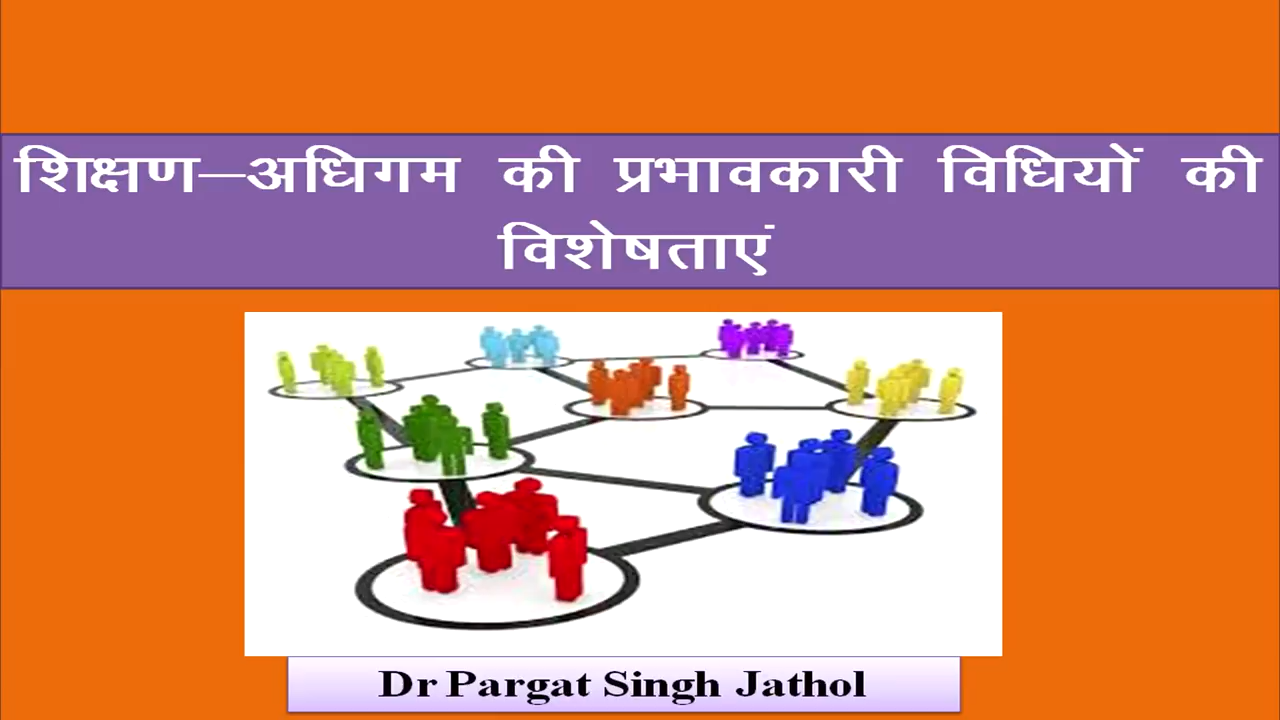 शिक्षण–अधिगम की प्रभावकारी विधियों की
विशेषताएं
Dr Pargat Singh Jathol